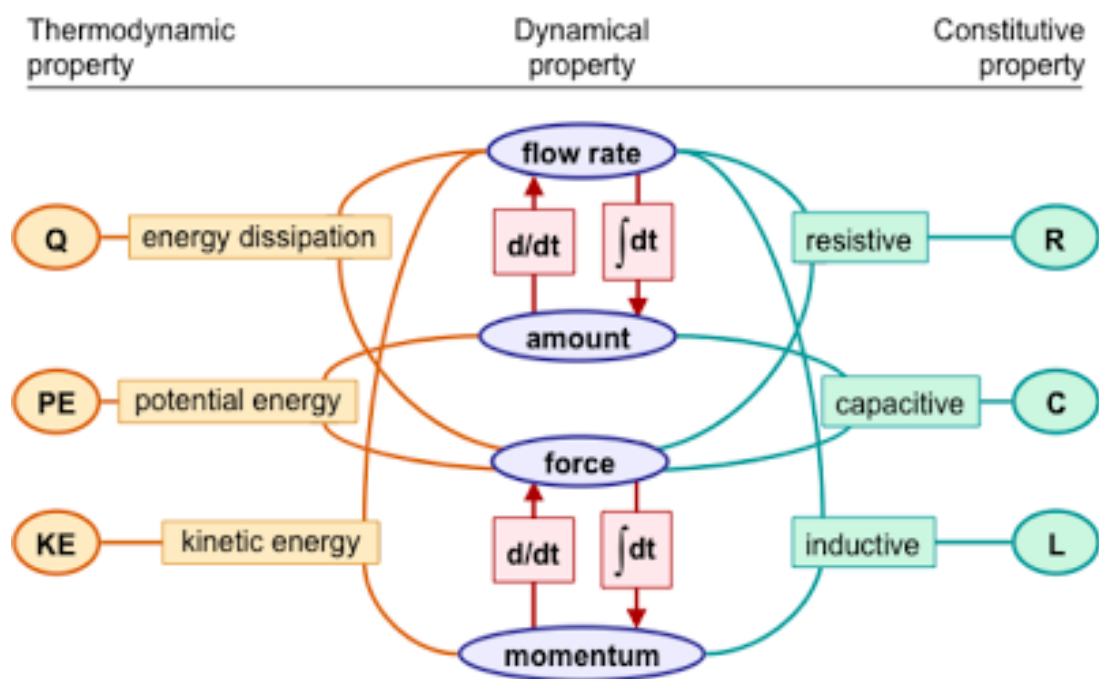 Thermodynamic property
Dynamical property
Constitutive property
flow rate
Q
energy dissipation
d/dt
∫dt
resistive
R
amount
PE
potential energy
capacitive
C
force
KE
kinetic energy
d/dt
∫dt
inductive
L
momentum